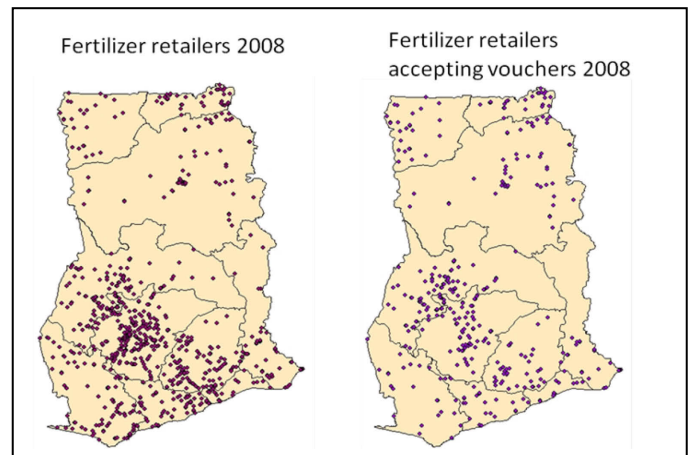 Fertilizer retailers 2008
Fertilizer retailers
accepting vouchers 2008